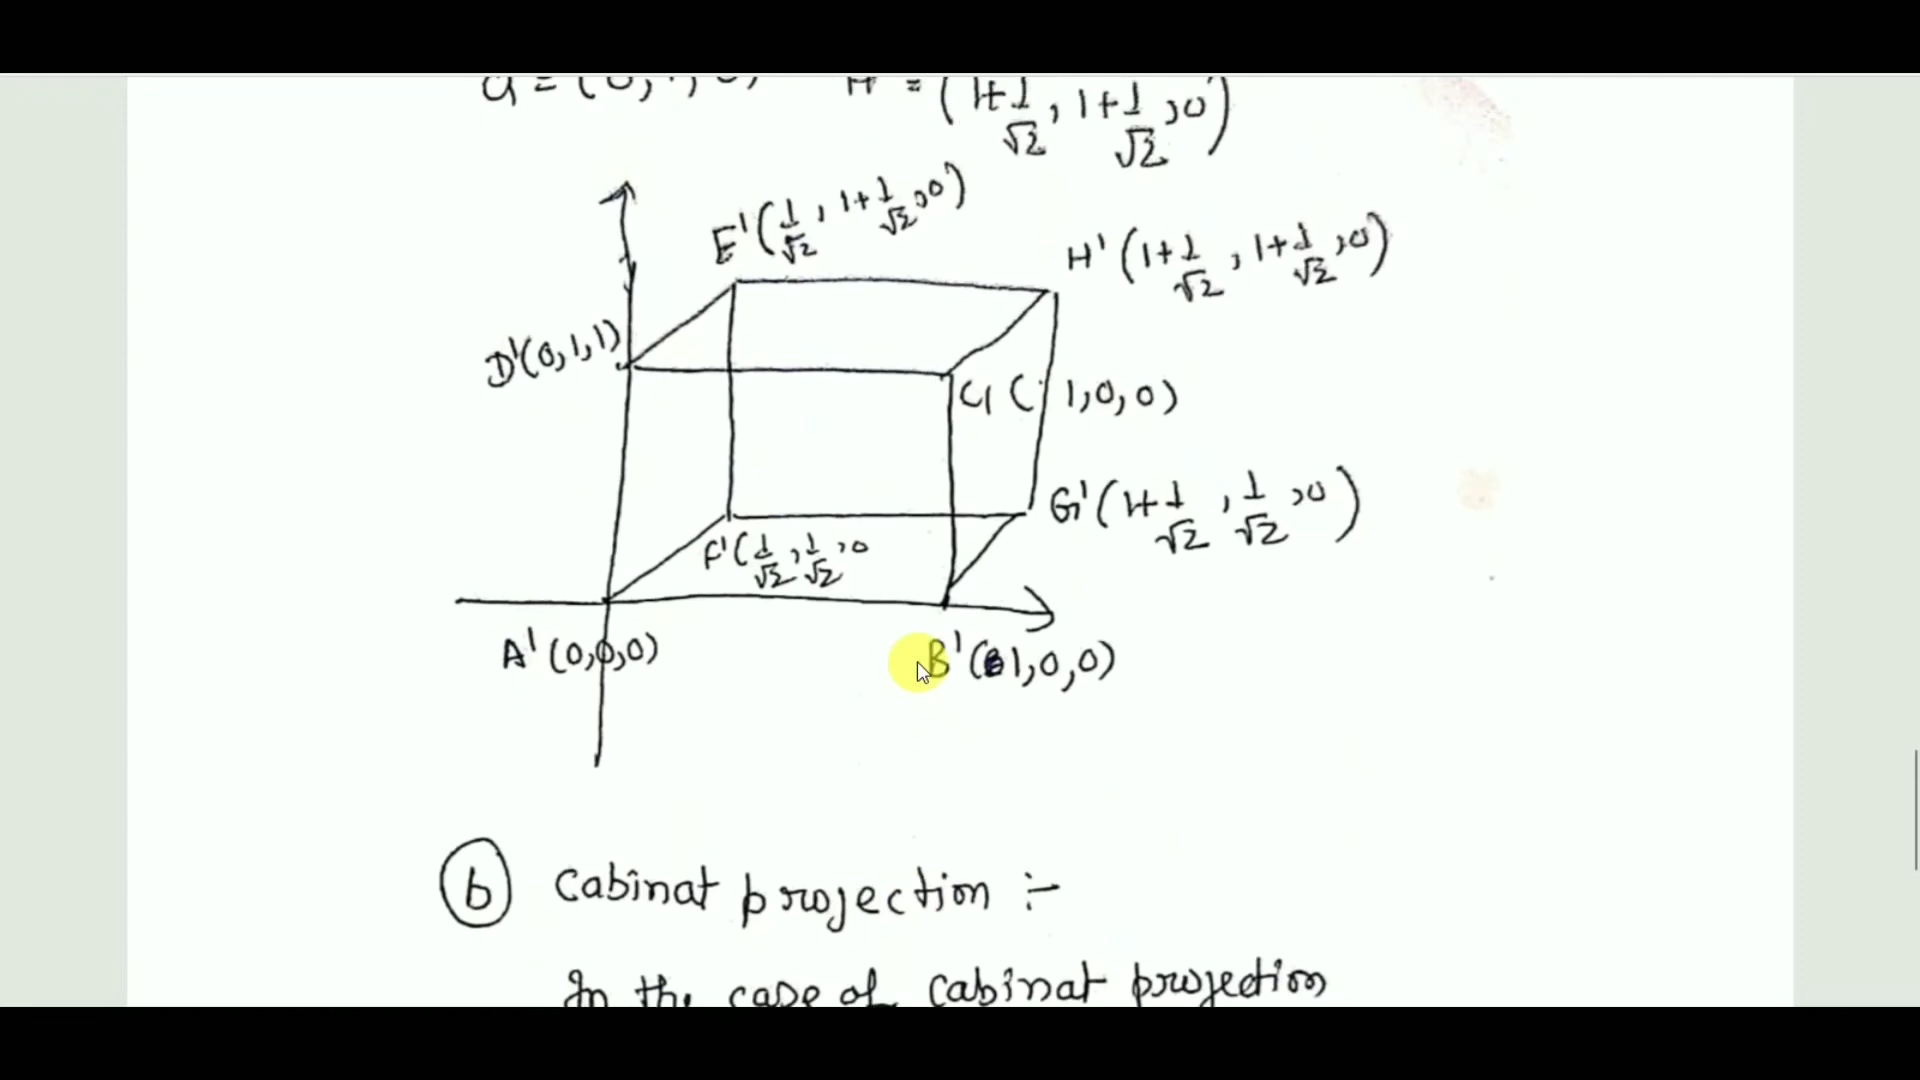 H = (1+1/√2, 1+1/√2, 0)
E'(1/√2, 1+1/√2, 0)
H'(1+1/√2, 1+1/√2, 0)
D'(0,1,1)
C'( 1,0,0)
G'(1+1/√2, 1/√2, 0)
F'(1/√2, 1/√2, 0
A'(0,0,0)
B'( 1,0,0)
b Cabinat projection :-
In the case of cabinat projection